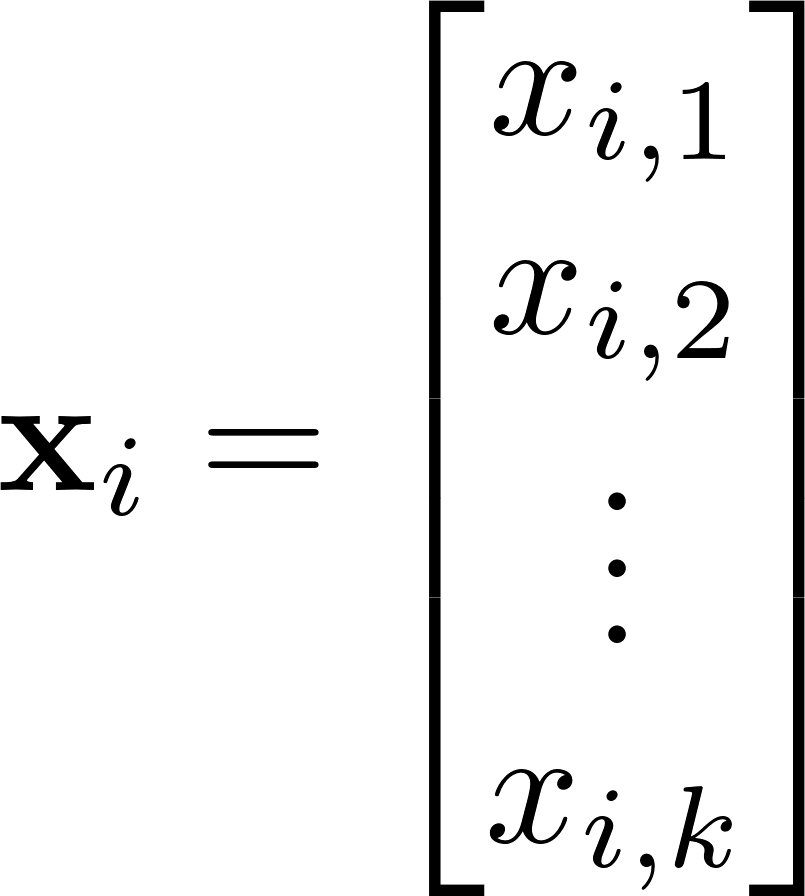 x_{i,1}
x_{i,2}
𝐱_i =
⋮
x_{i,k}